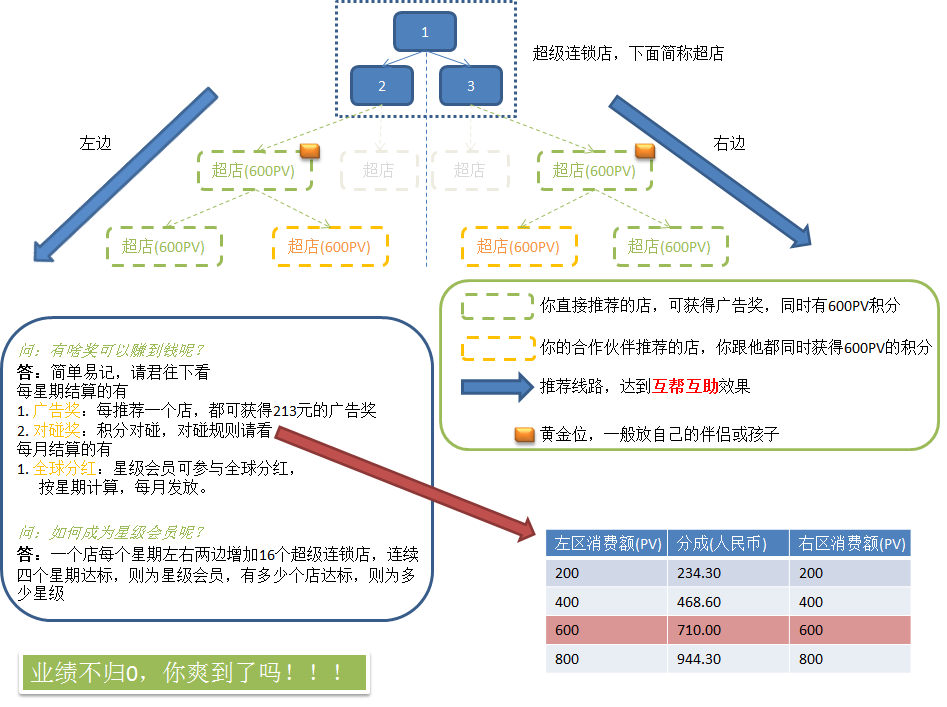 1
2
3
超级连锁店，下面简称超店
左边
右边
超店(600PV)
超店
超店
超店(600PV)
超店(600PV)
超店(600PV)
超店(600PV)
超店(600PV)
你直接推荐的店，可获得广告奖，同时有600PV积分
你的合作伙伴推荐的店，你跟他都同时获得600PV的积分
推荐线路，达到互帮互助效果
黄金位，一般放自己的伴侣或孩子
问：有啥奖可以赚到钱呢？
答：简单易记，请君往下看
每星期结算的有
1. 广告奖：每推荐一个店，都可获得213元的广告奖
2. 对碰奖：积分对碰，对碰规则请看
每月结算的有
1. 全球分红：星级会员可参与全球分红，
按星期计算，每月发放。
问：如何成为星级会员呢？
答：一个店每个星期左右两边增加16个超级连锁店，连续
四个星期达标，则为星级会员，有多少个店达标，则为多
少星级
左区消费额(PV) 分成(人民币) 右区消费额(PV)
200 234.30 200
400 468.60 400
600 710.00 600
800 944.30 800
业绩不归0，你爽到了吗！！！